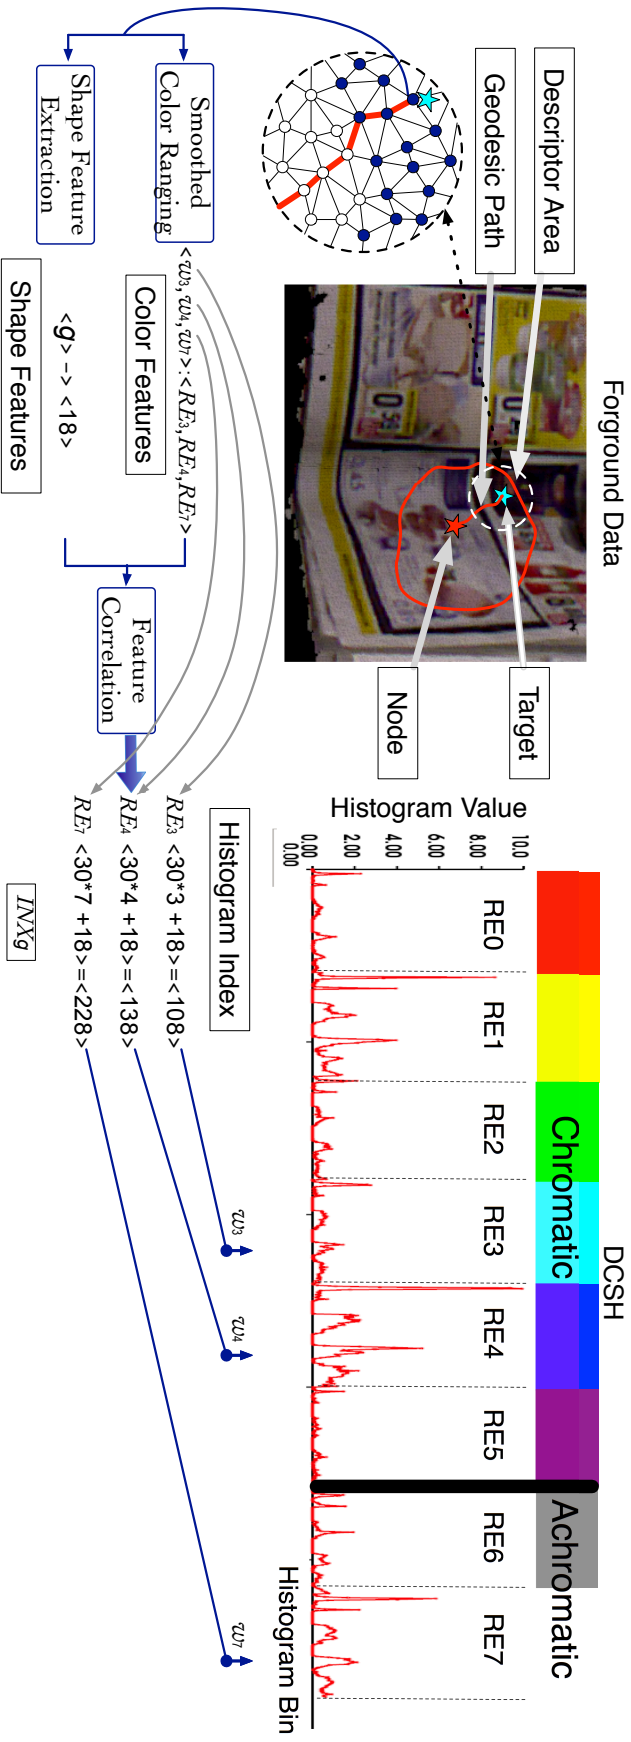 Forground Data
DCSH
Descriptor Area
Geodesic Path
Target
Node
Chromatic
Achromatic
RE0
RE1
RE2
RE3
RE4
RE5
RE6
RE7
Histogram Value
10.0
8.00
6.00
4.00
2.00
0.00
0.00
Histogram Bin
Smoothed
Color Ranging
Shape Feature
Extraction
<w3,w4,w7>:<RE3,RE4,RE7>
Color Features
<g> –> <18>
Shape Features
Feature
Correlation
Histogram Index
RE3 <30*3 +18>=<108>
RE4 <30*4 +18>=<138>
RE7 <30*7 +18>=<228>
INXg
w3
w4
w7